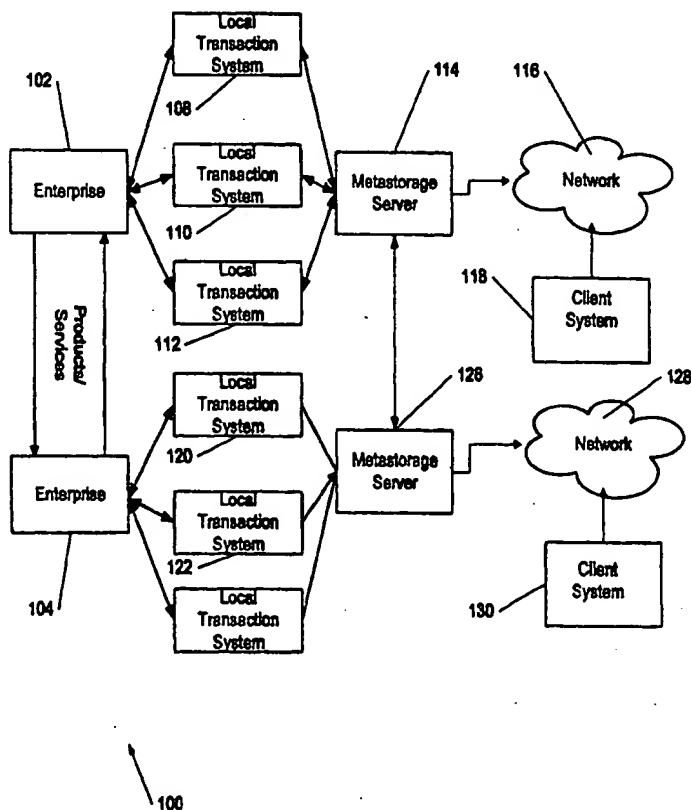 Local
Transaction
System
108
102
Enterprise
Local
Transaction
System
110
114
Metastorage
Server
116
Network
Local
Transaction
System
112
118
Client
System
Products/
Services
Local
Transaction
System
120
128
Metastorage
Server
128
Network
Enterprise
104
Local
Transaction
System
122
Local
Transaction
System
130
Client
System
100